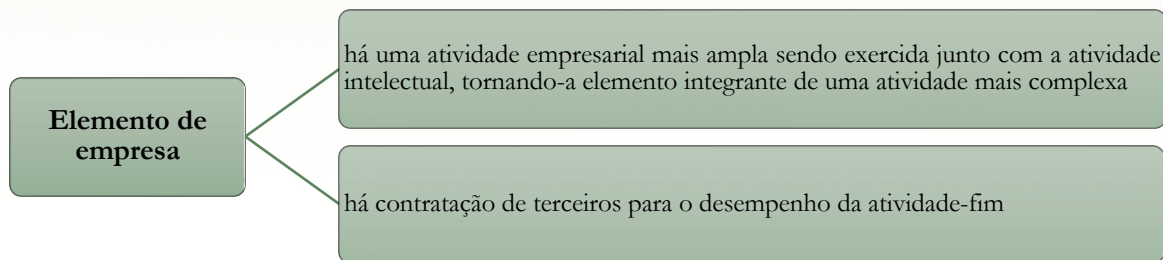 Elemento de
empresa
há uma atividade empresarial mais ampla sendo exercida junto com a atividade
intelectual, tornando-a elemento integrante de uma atividade mais complexa
há contratação de terceiros para o desempenho da atividade-fim